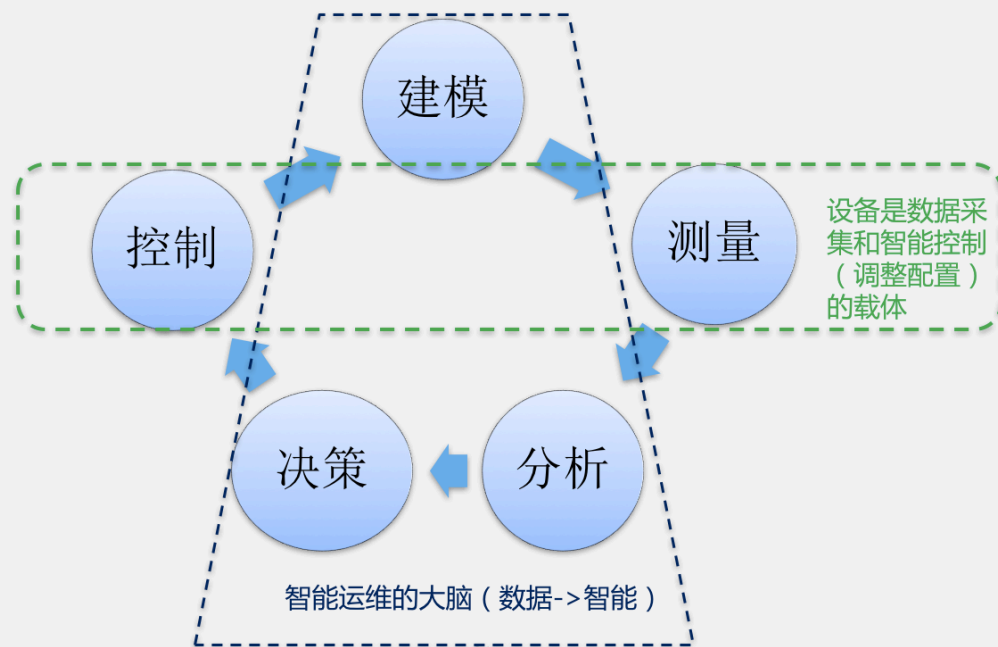 建模
控制
测量
设备是数据采
集和智能控制
（调整配置）
的载体
决策
分析
智能运维的大脑（数据->智能）